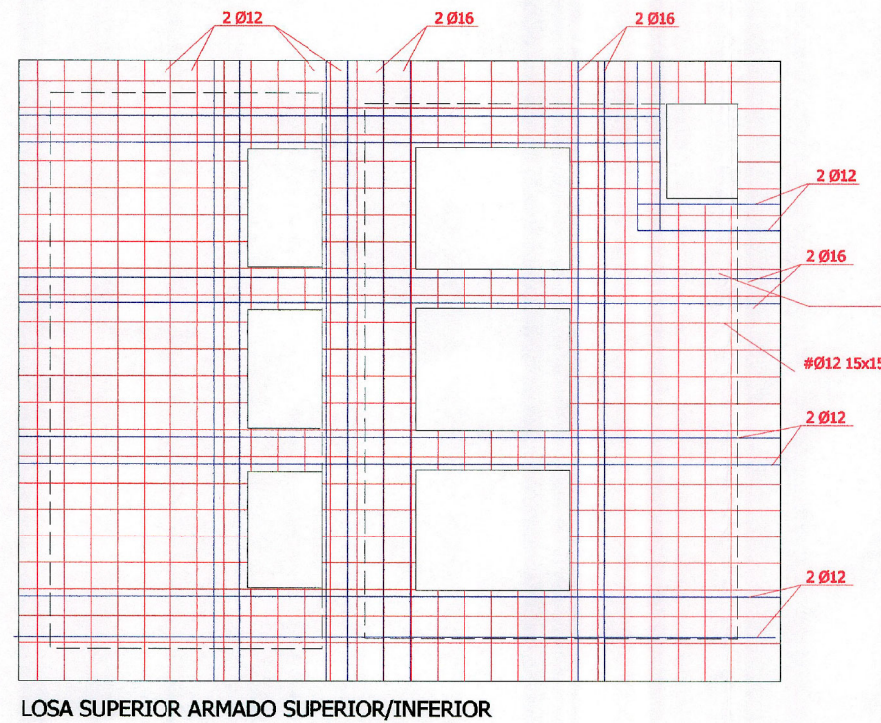 2 Ø12
2 Ø16
2 Ø16
2 Ø12
2 Ø16
#Ø12 15x15
2 Ø12
2 Ø12
LOSA SUPERIOR ARMADO SUPERIOR/INFERIOR